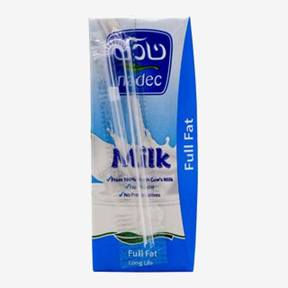 نادك
nadec
Milk
From 100% Fresh Cow's Milk
No Preservatives
Full Fat
Long Life
Full Fat